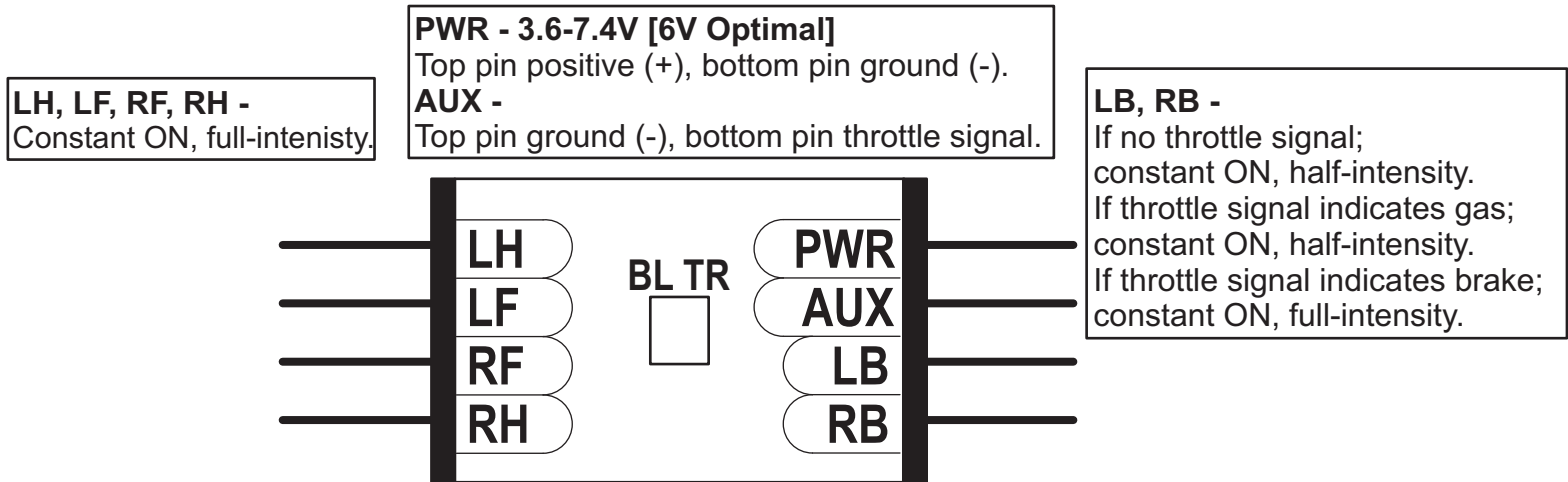 PWR - 3.6-7.4V [6V Optimal]
Top pin positive (+), bottom pin ground (-).
AUX -
Top pin ground (-), bottom pin throttle signal.
LH, LF, RF, RH -
Constant ON, full-intenisty.
LB, RB -
If no throttle signal;
constant ON, half-intensity.
If throttle signal indicates gas;
constant ON, half-intensity.
If throttle signal indicates brake;
constant ON, full-intensity.
LH
LF
RF
RH
BL TR
PWR
AUX
LB
RB